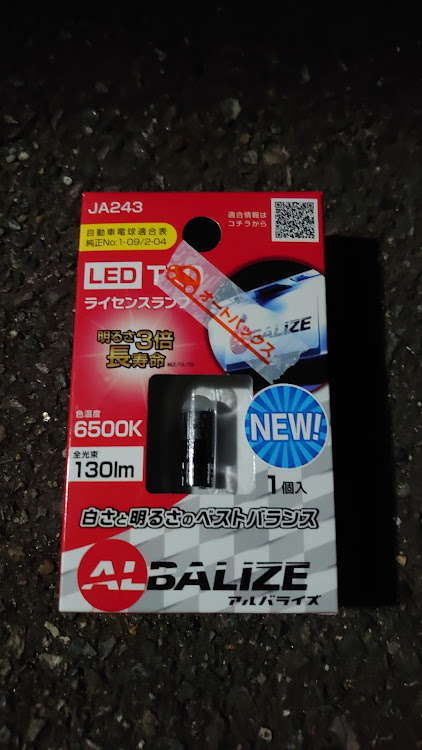 JA243
適合情報は
コチラから
自動車電球適合表
純正No:1-09/2-04
LED
ライセンスランプ
オートバックス
ALBALIZE
明るさ3倍
長寿命
色温度
6500K
全光束
130lm
NEW!
1個入
白さと明るさのベストバランス
ALBALIZE
アルバライズ